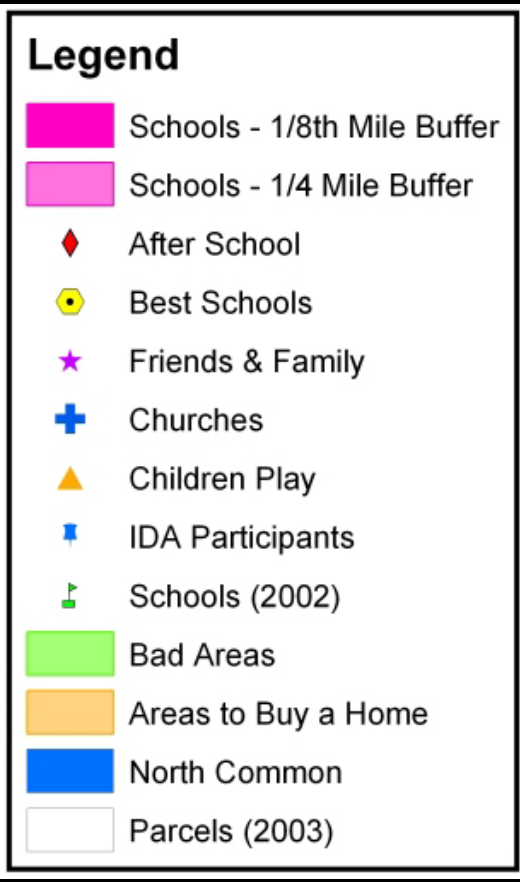 Legend
Schools - 1/8th Mile Buffer
Schools - 1/4 Mile Buffer
After School
Best Schools
Friends & Family
Churches
Children Play
IDA Participants
Schools (2002)
Bad Areas
Areas to Buy a Home
North Common
Parcels (2003)